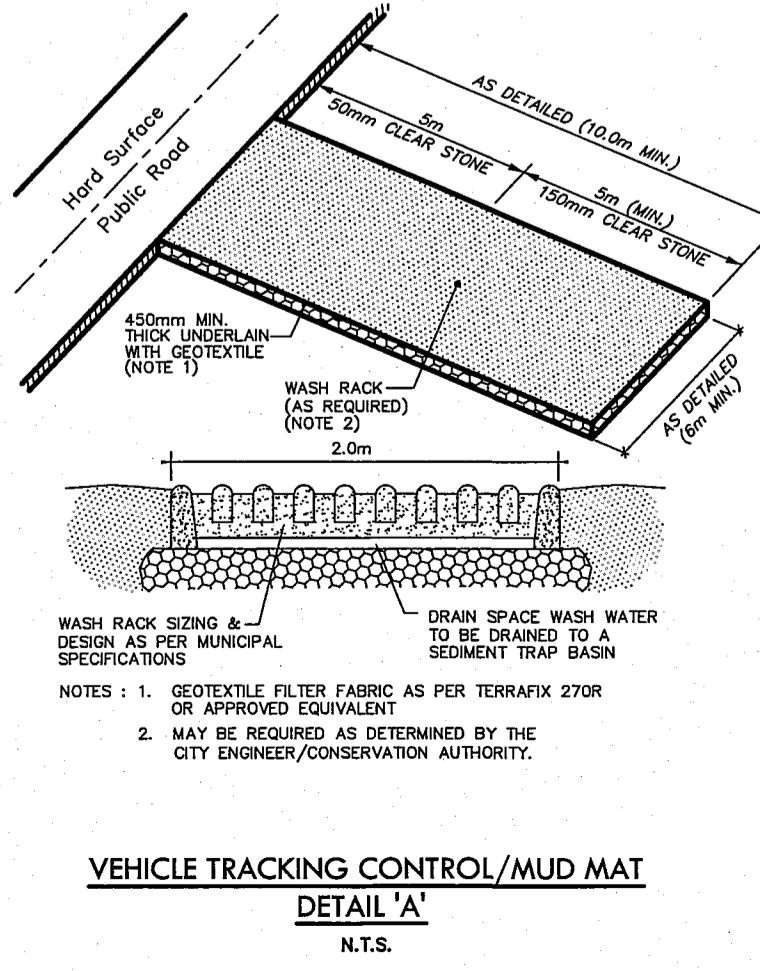 Hard Surface
Public Road
AS DETAILED (10.0m MIN.)
5m
50mm CLEAR STONE
5m (MIN.)
150mm CLEAR STONE
450mm MIN.
THICK UNDERLAIN
WITH GEOTEXTILE
(NOTE 1)
WASH RACK
(AS REQUIRED)
(NOTE 2)
AS DETAILED
(6m MIN.)
2.0m
WASH RACK SIZING &
DESIGN AS PER MUNICIPAL
SPECIFICATIONS
DRAIN SPACE WASH WATER
TO BE DRAINED TO A
SEDIMENT TRAP BASIN
NOTES : 1. GEOTEXTILE FILTER FABRIC AS PER TERRAFIX 270R
OR APPROVED EQUIVALENT
2. MAY BE REQUIRED AS DETERMINED BY THE
CITY ENGINEER/CONSERVATION AUTHORITY.
VEHICLE TRACKING CONTROL/MUD MAT
DETAIL 'A'
N.T.S.